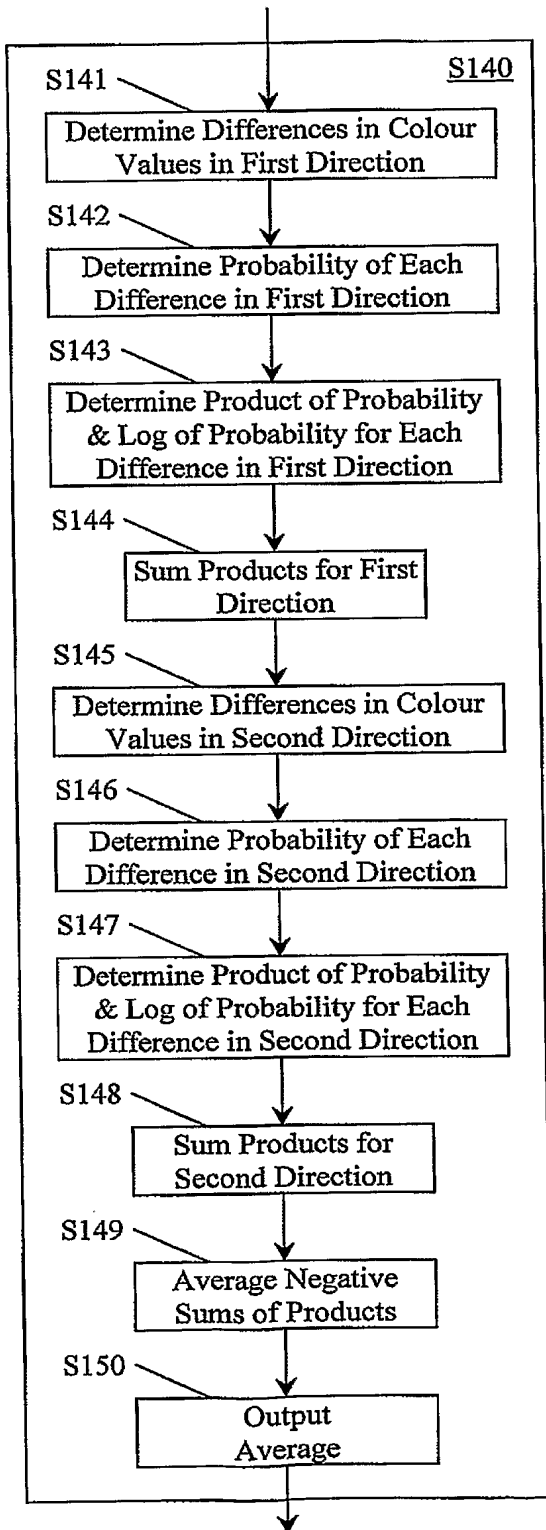 S140
S141
Determine Differences in Colour
Values in First Direction
S142
Determine Probability of Each
Difference in First Direction
S143
Determine Product of Probability
& Log of Probability for Each
Difference in First Direction
S144
Sum Products for First
Direction
S145
Determine Differences in Colour
Values in Second Direction
S146
Determine Probability of Each
Difference in Second Direction
S147
Determine Product of Probability
& Log of Probability for Each
Difference in Second Direction
S148
Sum Products for
Second Direction
S149
Average Negative
Sums of Products
S150
Output
Average